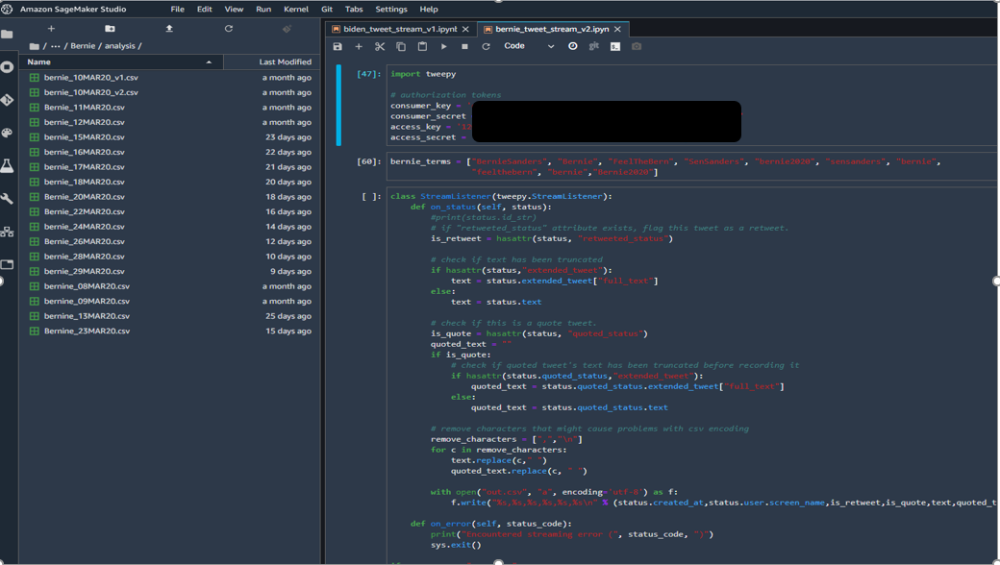 Amazon SageMaker Studio File Edit View Run Kernel Git Tabs Settings Help
biden_tweet_stream_v1.ipynb bernie_tweet_stream_v2.ipyn
/ ··· / Bernie / analysis /
Code
git
Name Last Modified
bernie_10MAR20_v1.csv a month ago
bernie_10MAR20_v2.csv a month ago
Bernie_11MAR20.csv a month ago
bernie_12MAR20.csv a month ago
bernie_15MAR20.csv 23 days ago
bernie_16MAR20.csv 22 days ago
bernie_17MAR20.csv 21 days ago
bernie_18MAR20.csv 20 days ago
Bernie_20MAR20.csv 18 days ago
Bernie_22MAR20.csv 16 days ago
bernie_24MAR20.csv 14 days ago
Bernie_26MAR20.csv 12 days ago
Bernie_28MAR20.csv 10 days ago
bernie_29MAR20.csv 9 days ago
bernine_08MAR20.csv a month ago
bernine_09MAR20.csv a month ago
bernine_13MAR20.csv 25 days ago
Bernine_23MAR20.csv 15 days ago
[47]: import tweepy
# authorization tokens
consumer_key = '
consumer_secret
access_key = '12
access_secret =
[60]: bernie_terms = ["BernieSanders", "Bernie", "FeelTheBern", "SenSanders", "bernie2020", "sensanders", "bernie",
"feelthebern", "bernie","Bernie2020"]
[ ]: class StreamListener(tweepy.StreamListener):
def on_status(self, status):
#print(status.id_str)
# if "retweeted_status" attribute exists, flag this tweet as a retweet.
is_retweet = hasattr(status, "retweeted_status")
# check if text has been truncated
if hasattr(status,"extended_tweet"):
text = status.extended_tweet["full_text"]
else:
text = status.text
# check if this is a quote tweet.
is_quote = hasattr(status, "quoted_status")
quoted_text = ""
if is_quote:
# check if quoted tweet's text has been truncated before recording it
if hasattr(status.quoted_status,"extended_tweet"):
quoted_text = status.quoted_status.extended_tweet["full_text"]
else:
quoted_text = status.quoted_status.text
# remove characters that might cause problems with csv encoding
remove_characters = [",","\n"]
for c in remove_characters:
text.replace(c," ")
quoted_text.replace(c, " ")
with open("out.csv", "a", encoding='utf-8') as f:
f.write("%s,%s,%s,%s,%s,%s\n" % (status.created_at,status.user.screen_name,is_retweet,is_quote,text,quoted_t
def on_error(self, status_code):
print("Encountered streaming error (", status_code, ")")
sys.exit()